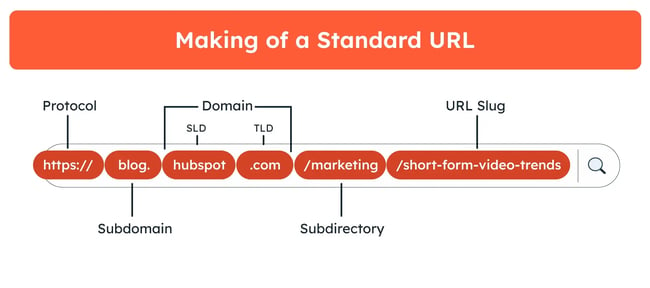 Making of a Standard URL
Protocol
Domain
URL Slug
SLD
TLD
https://
blog.
hubspot
.com
/marketing
/short-form-video-trends
Subdomain
Subdirectory